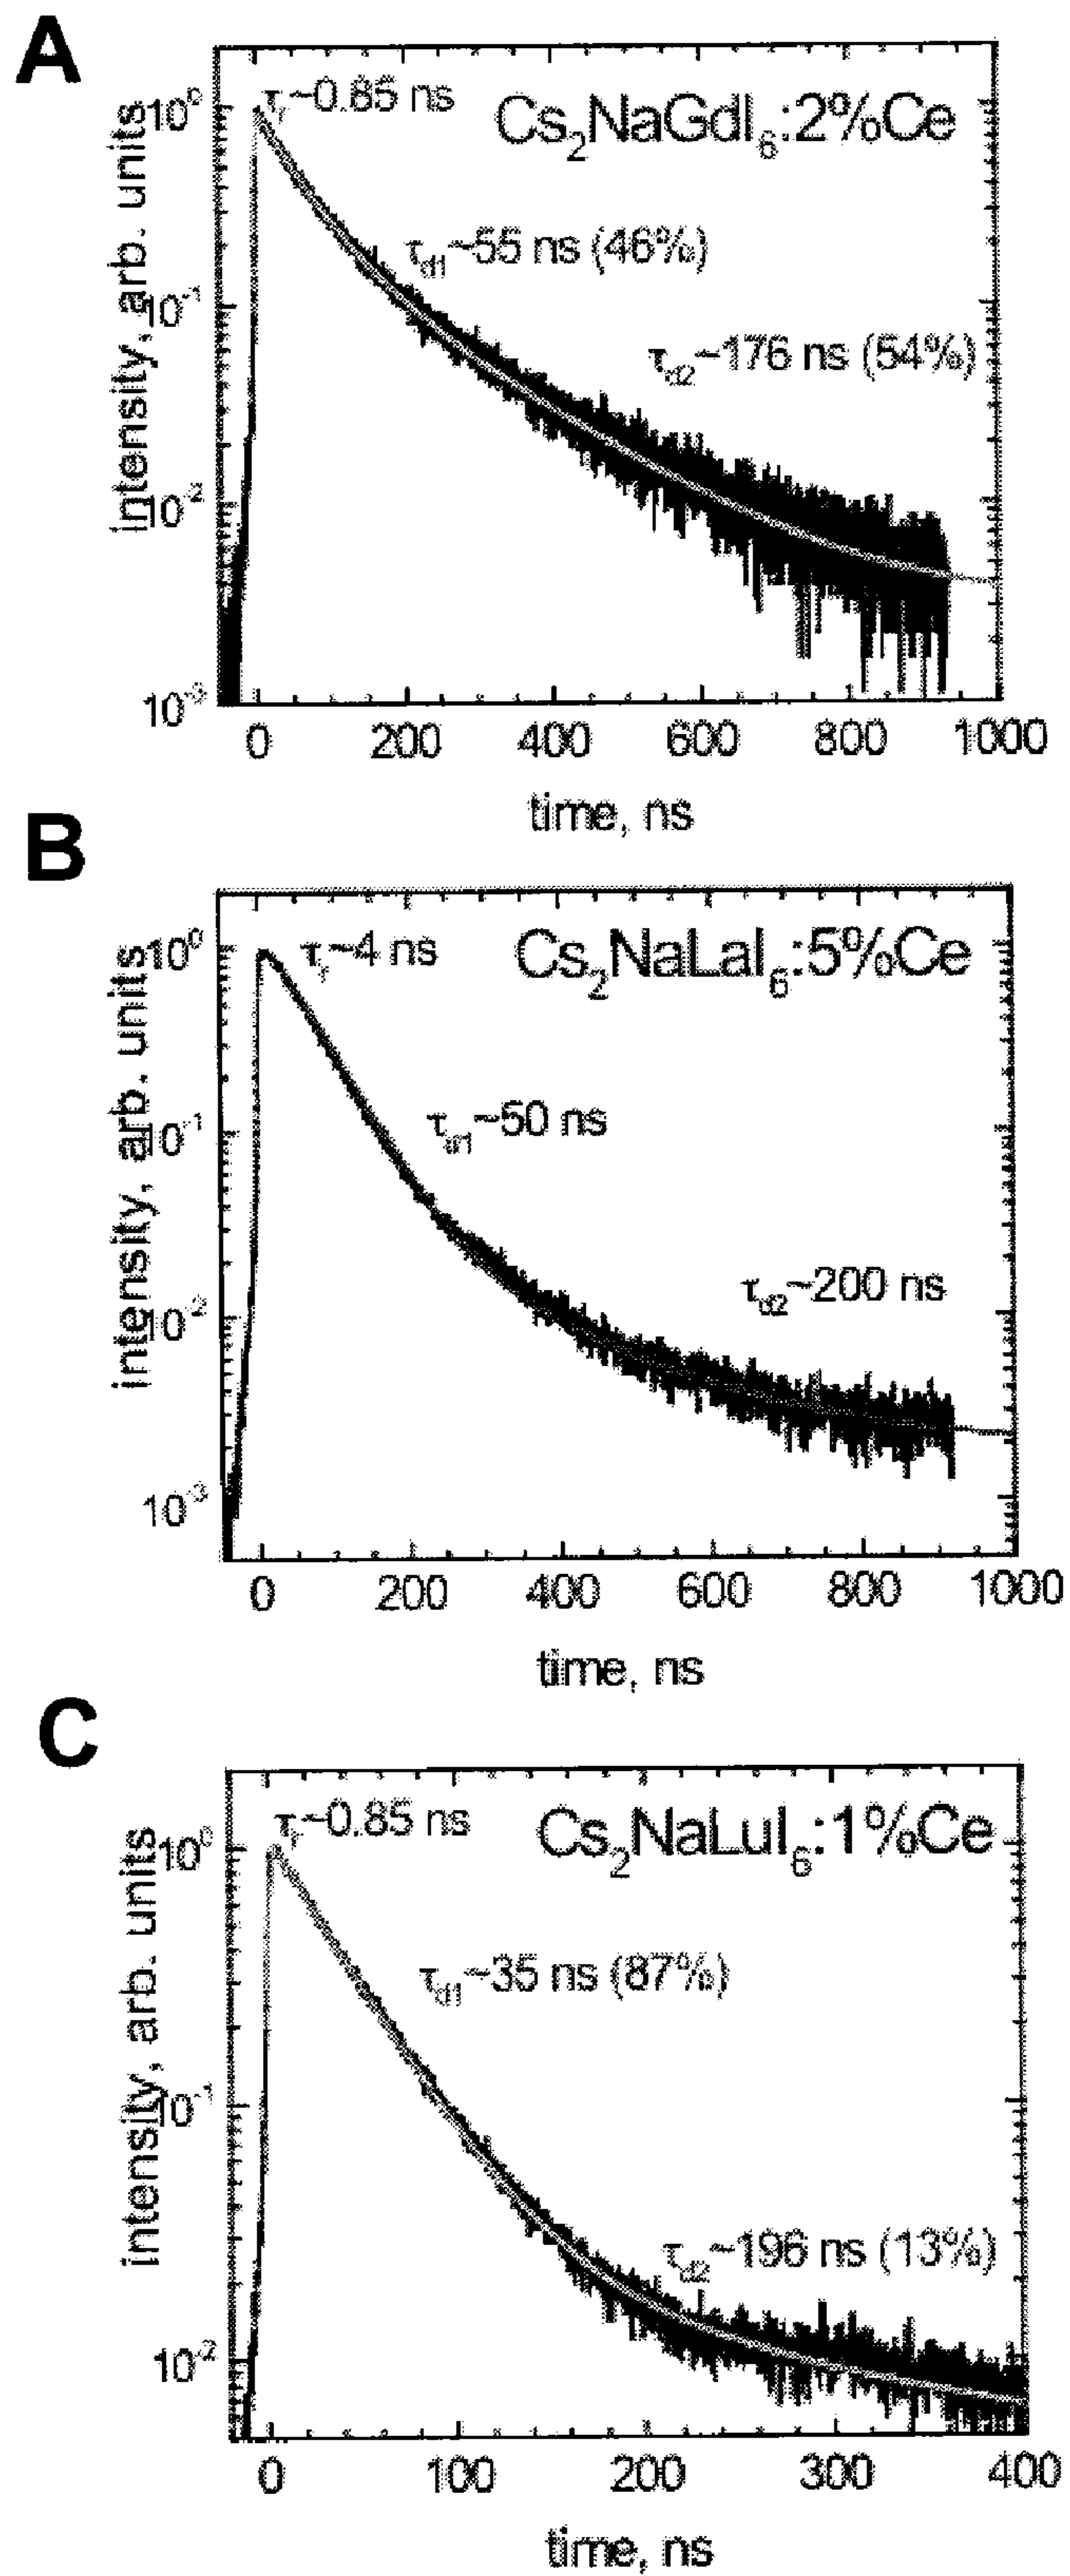 A
τr~0.85 ns
Cs2NaGdI6:2%Ce
τd1~55 ns (46%)
τd2~176 ns (54%)
intensity, arb. units
10^0
10^-1
10^-2
10^-3
0 200 400 600 800 1000
time, ns
B
τr~4 ns
Cs2NaLaI6:5%Ce
τd1~50 ns
τd2~200 ns
intensity, arb. units
10^0
10^-1
10^-2
10^-3
0 200 400 600 800 1000
time, ns
C
τr~0.85 ns
Cs2NaLuI6:1%Ce
τd1~35 ns (87%)
τd2~196 ns (13%)
intensity, arb. units
10^0
10^-1
10^-2
0 100 200 300 400
time, ns